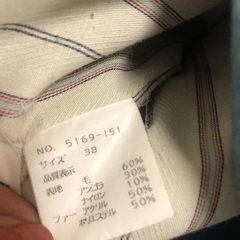 NO. 5169-151
サイズ 38
品質表示
表地 毛 60%
アンゴラ 30%
ナイロン 10%
ファー アクリル 50%
ポリエステル 50%